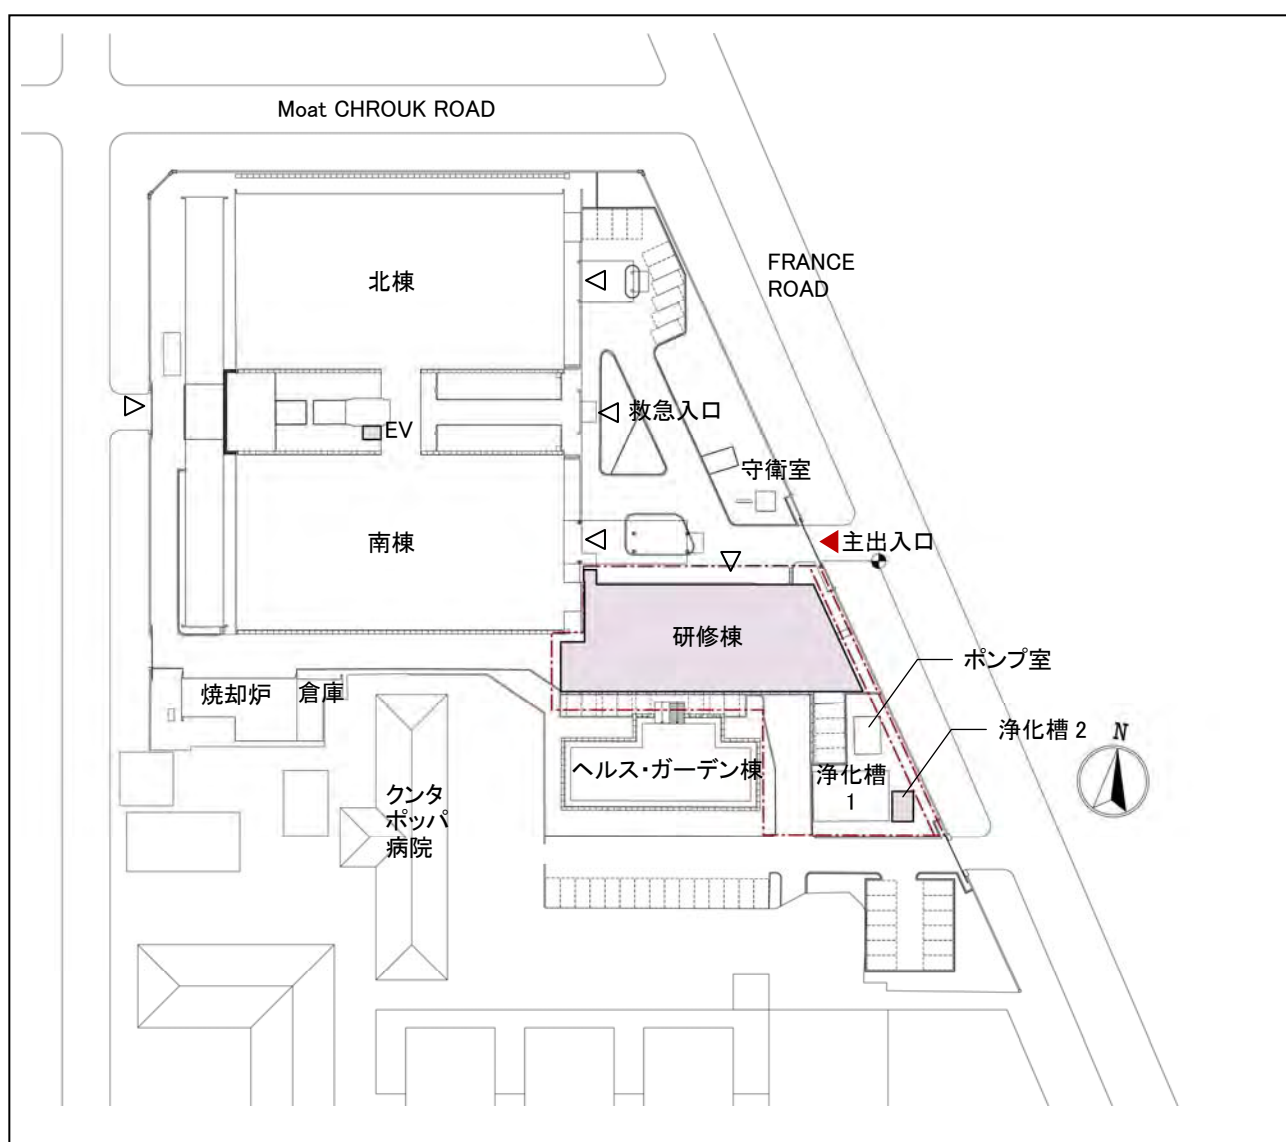 Moat CHROUK ROAD
FRANCE
ROAD
北棟
救急入口
EV
守衛室
南棟
主出入口
研修棟
ポンプ室
焼却炉
倉庫
浄化槽 2
N
ヘルス・ガーデン棟
浄化槽
1
クンタ
ボッパ
病院